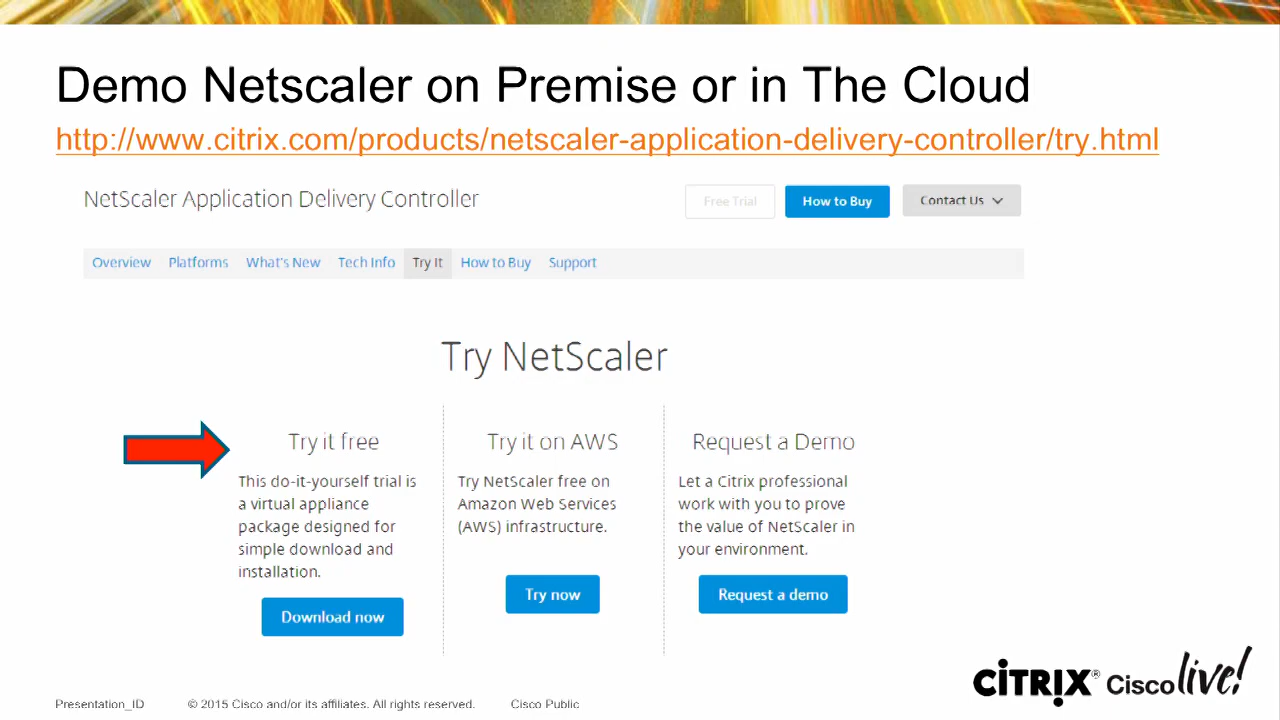 Demo Netscaler on Premise or in The Cloud
http://www.citrix.com/products/netscaler-application-delivery-controller/try.html
NetScaler Application Delivery Controller
Free Trial
How to Buy
Contact Us
Overview Platforms What's New Tech Info Try It How to Buy Support
Try NetScaler
Try it free
This do-it-yourself trial is
a virtual appliance
package designed for
simple download and
installation.
Download now
Try it on AWS
Try NetScaler free on
Amazon Web Services
(AWS) infrastructure.
Try now
Request a Demo
Let a Citrix professional
work with you to prove
the value of NetScaler in
your environment.
Request a demo
Presentation_ID © 2015 Cisco and/or its affiliates. All rights reserved. Cisco Public
CITRIX® Cisco live!